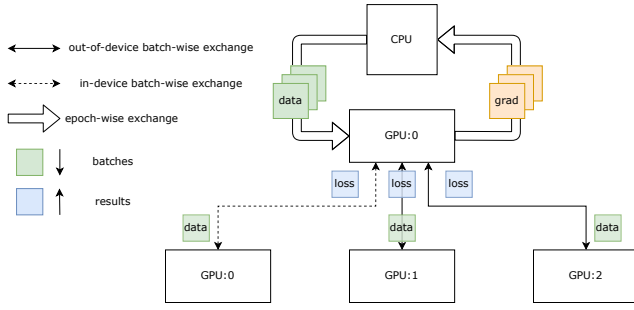 out-of-device batch-wise exchange
in-device batch-wise exchange
epoch-wise exchange
batches
results
CPU
data
grad
GPU:0
loss
loss
loss
data
data
data
GPU:0
GPU:1
GPU:2